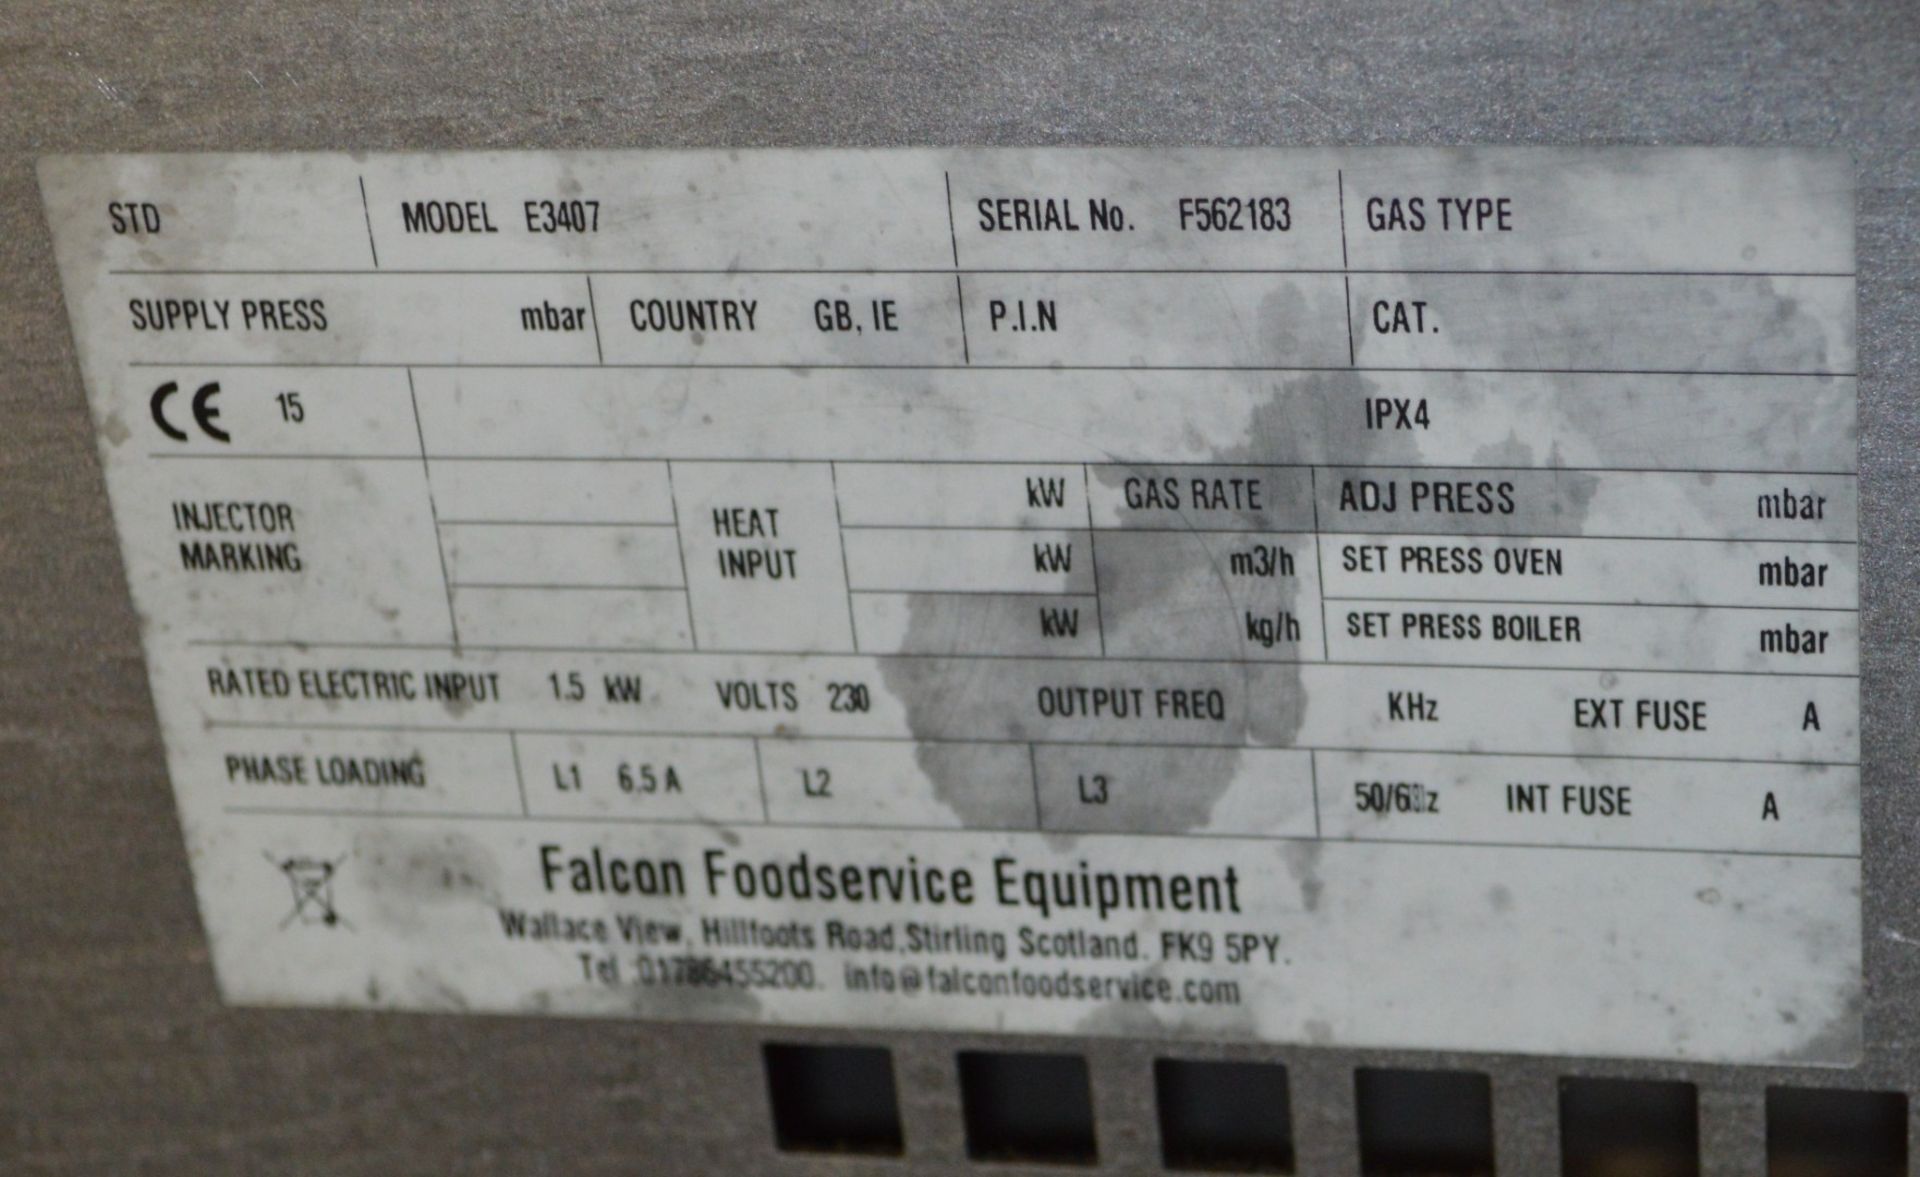 STD MODEL E3407 SERIAL No. F562183 GAS TYPE
SUPPLY PRESS mbar COUNTRY GB, IE P.I.N CAT.
CE 15 IPX4
INJECTOR MARKING HEAT INPUT kW GAS RATE ADJ PRESS mbar
kW m3/h SET PRESS OVEN mbar
kW kg/h SET PRESS BOILER mbar
RATED ELECTRIC INPUT 1.5 kW VOLTS 230 OUTPUT FREQ KHz EXT FUSE A
PHASE LOADING L1 6.5 A L2 L3 INT FUSE A
Falcon Foodservice Equipment
Wallace View, Hillfoots Road,Stirling Scotland. FK9 5PY.
Tel :01786455200. info@falconfoodservice.com